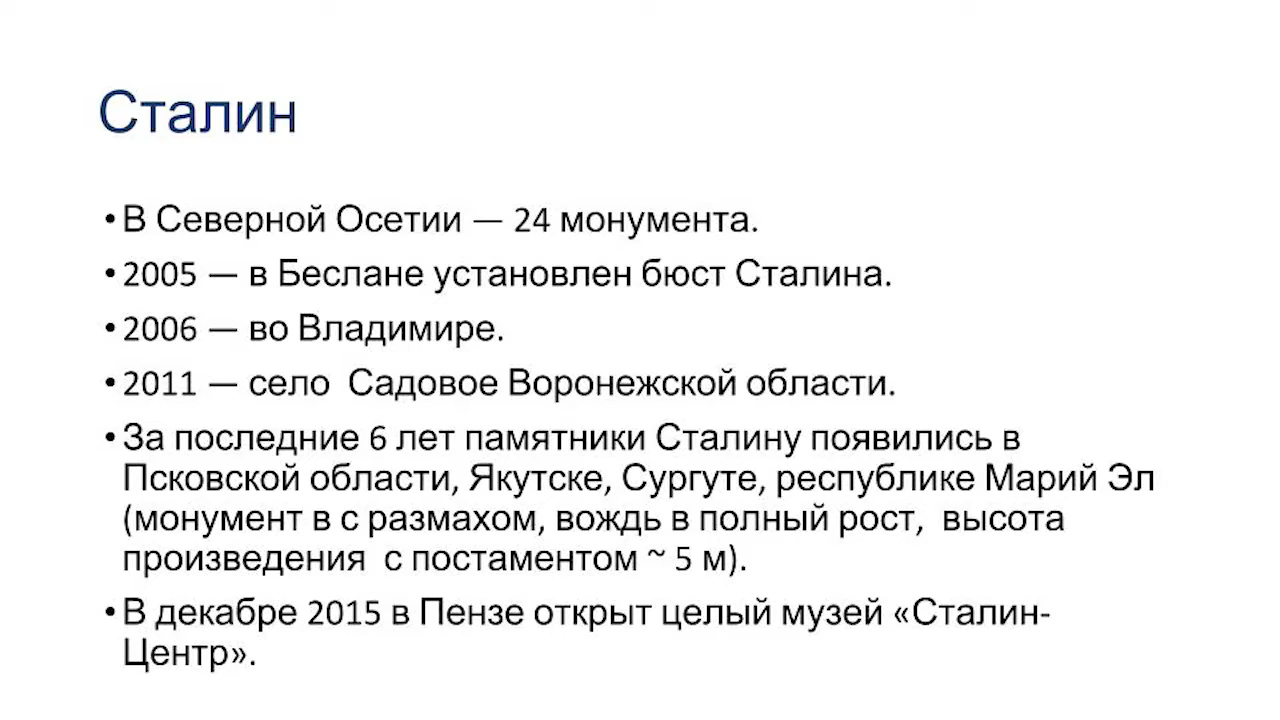 Сталин
• В Северной Осетии — 24 монумента.
• 2005 — в Беслане установлен бюст Сталина.
• 2006 — во Владимире.
• 2011 — село  Садовое Воронежской области.
• За последние 6 лет памятники Сталину появились в
Псковской области, Якутске, Сургуте, республике Марий Эл
(монумент в с размахом, вождь в полный рост,  высота
произведения  с постаментом ~ 5 м).
• В декабре 2015 в Пензе открыт целый музей «Сталин-
Центр».